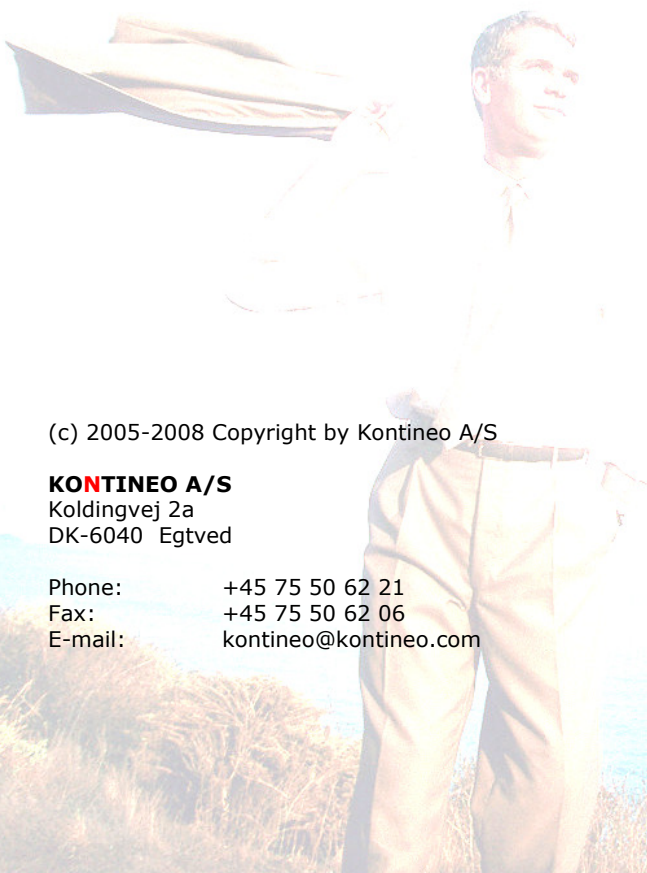 (c) 2005-2008 Copyright by Kontineo A/S
KONTINEO A/S
Koldingvej 2a
DK-6040  Egtved
Phone: +45 75 50 62 21
Fax: +45 75 50 62 06
E-mail: kontineo@kontineo.com